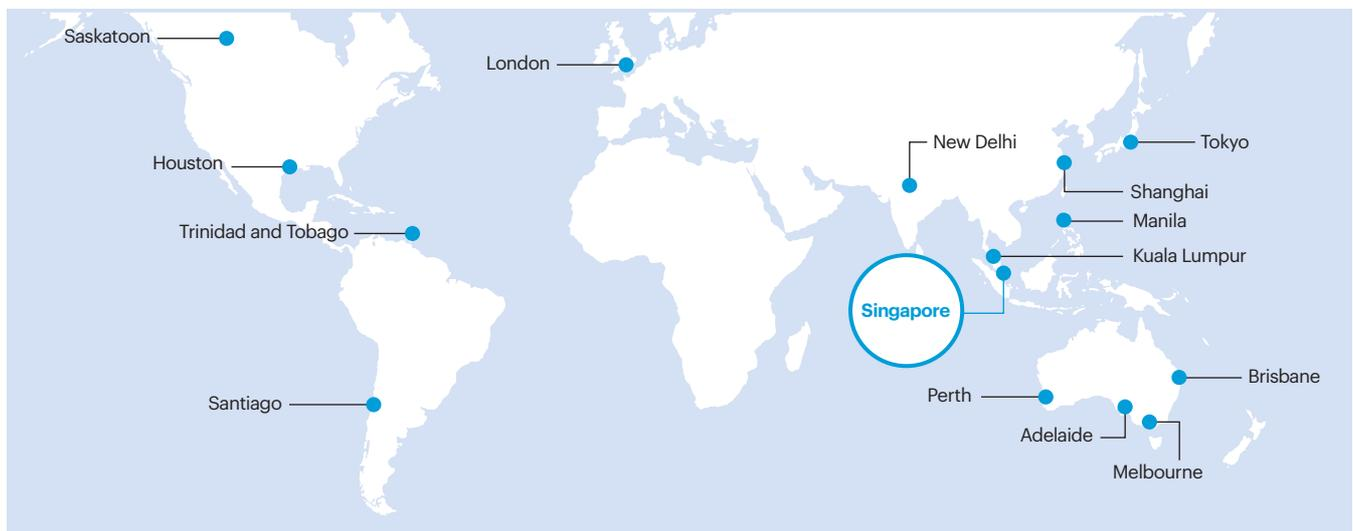 Saskatoon
London
New Delhi
Tokyo
Houston
Shanghai
Manila
Trinidad and Tobago
Kuala Lumpur
Singapore
Brisbane
Perth
Santiago
Adelaide
Melbourne